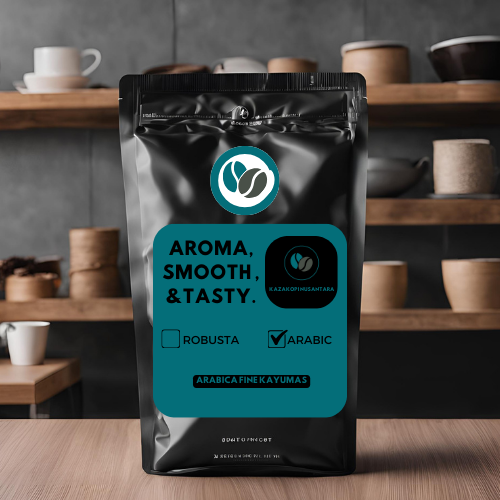 AROMA,
SMOOTH,
&TASTY.
KAZAKOPINUSANTARA
ROBUSTA
ARABIC
ARABICA FINE KAYUMAS